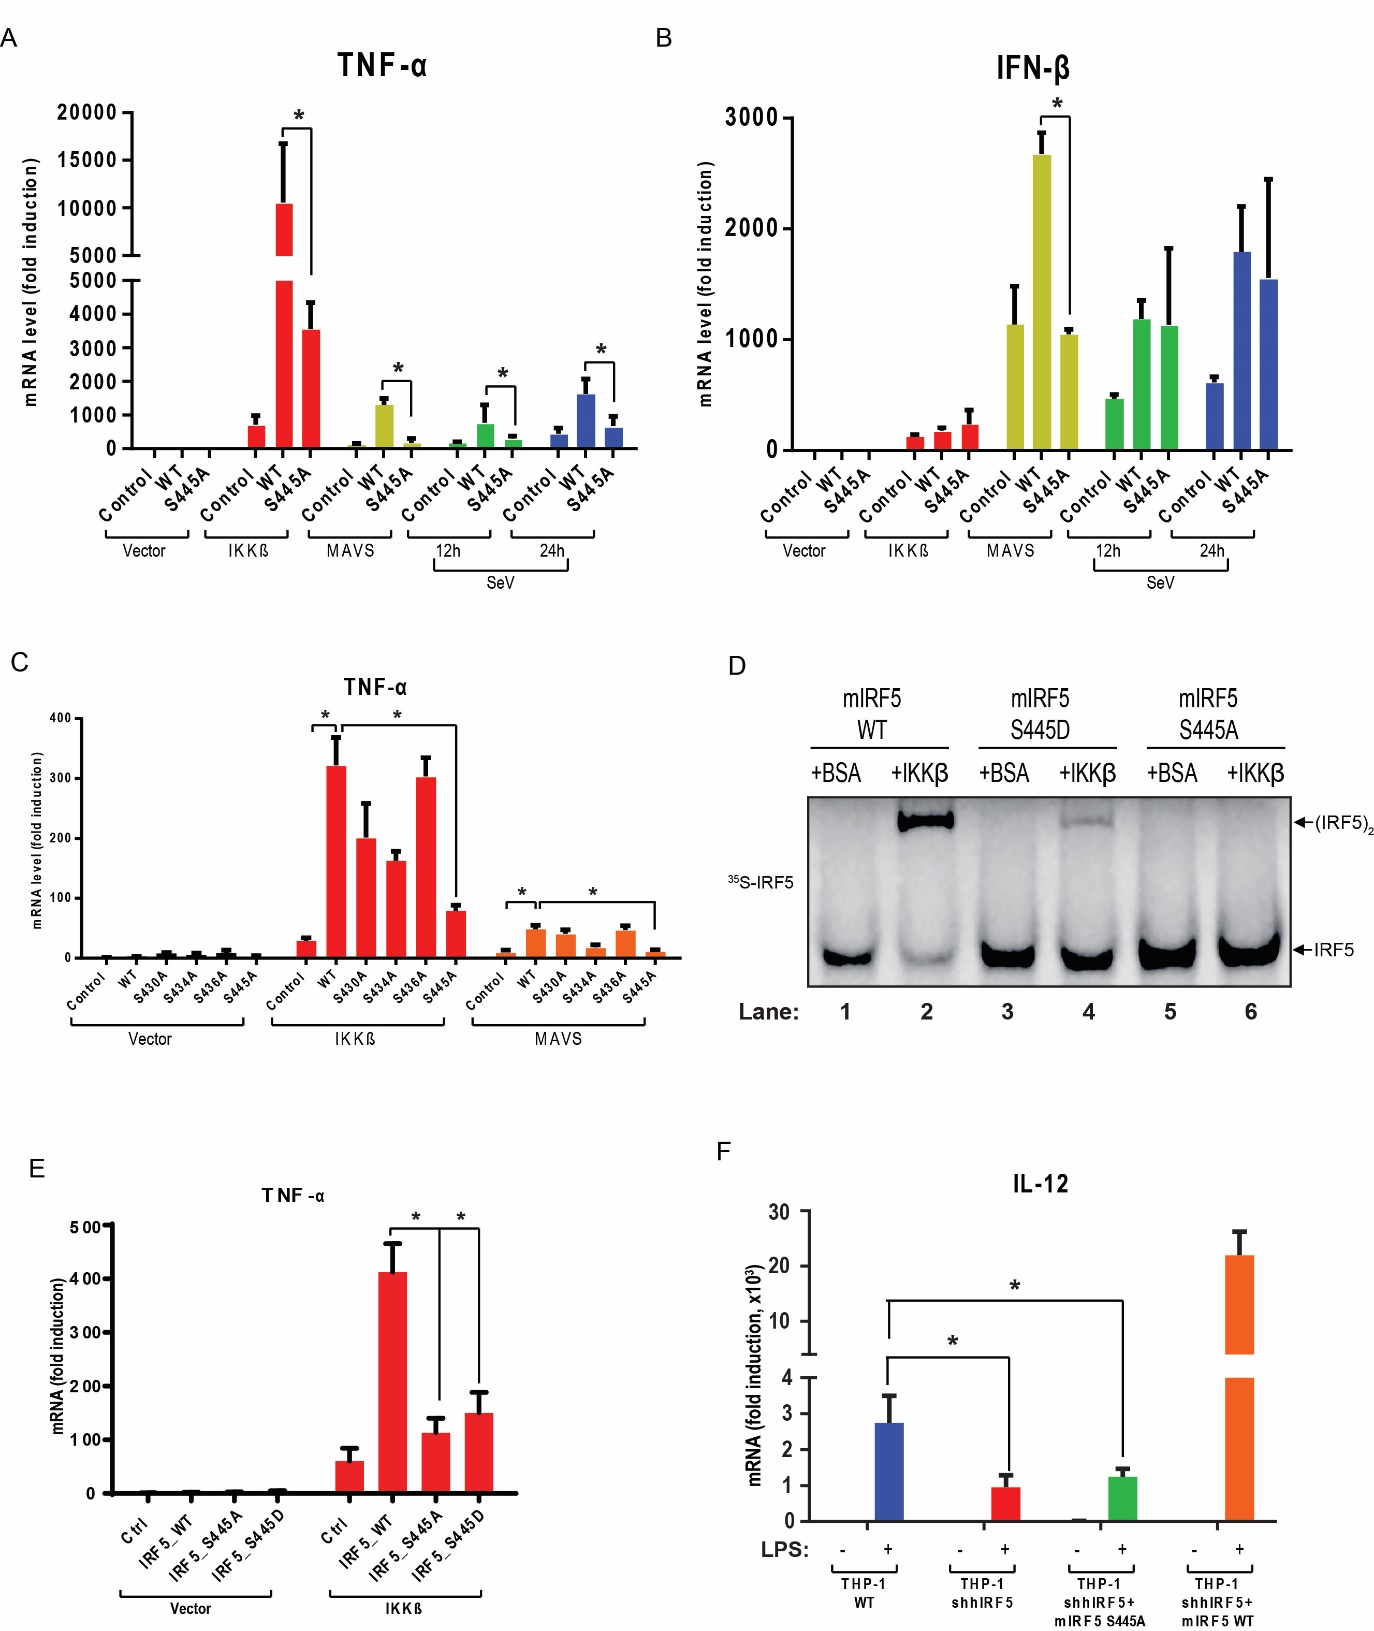 A
TNF-α
mRNA level (fold induction)
20000
15000
10000
5000
5000
4000
3000
2000
1000
0
* * * *
Control WT S445A Control WT S445A Control WT S445A Control WT S445A Control WT S445A
Vector IKKß MAVS 12h 24h
SeV
B
IFN-β
mRNA level (fold induction)
3000
2000
1000
0
*
Control WT S445A Control WT S445A Control WT S445A Control WT S445A Control WT S445A
Vector IKKß MAVS 12h 24h
SeV
C
TNF-α
mRNA level (fold induction)
400
300
200
100
0
* * * *
Control WT S430A S434A S436A S445A Control WT S430A S434A S436A S445A Control WT S430A S434A S436A S445A
Vector IKKß MAVS
D
mIRF5 mIRF5 mIRF5
WT S445D S445A
+BSA +IKKβ +BSA +IKKβ +BSA +IKKβ
(IRF5)2
35S-IRF5
IRF5
Lane: 1 2 3 4 5 6
E
TNF -α
mRNA (fold induction)
500
400
300
200
100
0
* *
Ctrl IRF5_WT IRF5_S445A IRF5_S445D Ctrl IRF5_WT IRF5_S445A IRF5_S445D
Vector IKKß
F
IL-12
mRNA (fold induction, x10³)
30
20
10
4
3
2
1
0
*
*
LPS: - + - + - + - +
THP-1 THP-1 THP-1 THP-1
WT shhIRF5 shhIRF5+ shhIRF5+
mIRF5 S445A mIRF5 WT